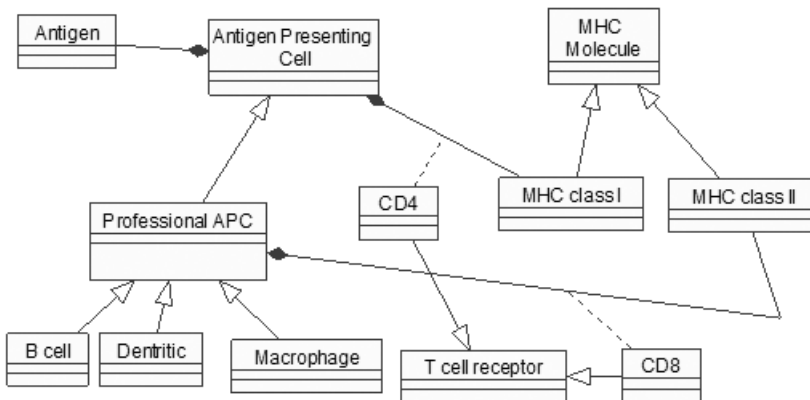 Antigen
Antigen Presenting
Cell
MHC
Molecule
CD4
MHC class I
MHC class II
Professional APC
B cell
Dentritic
Macrophage
T cell receptor
CD8